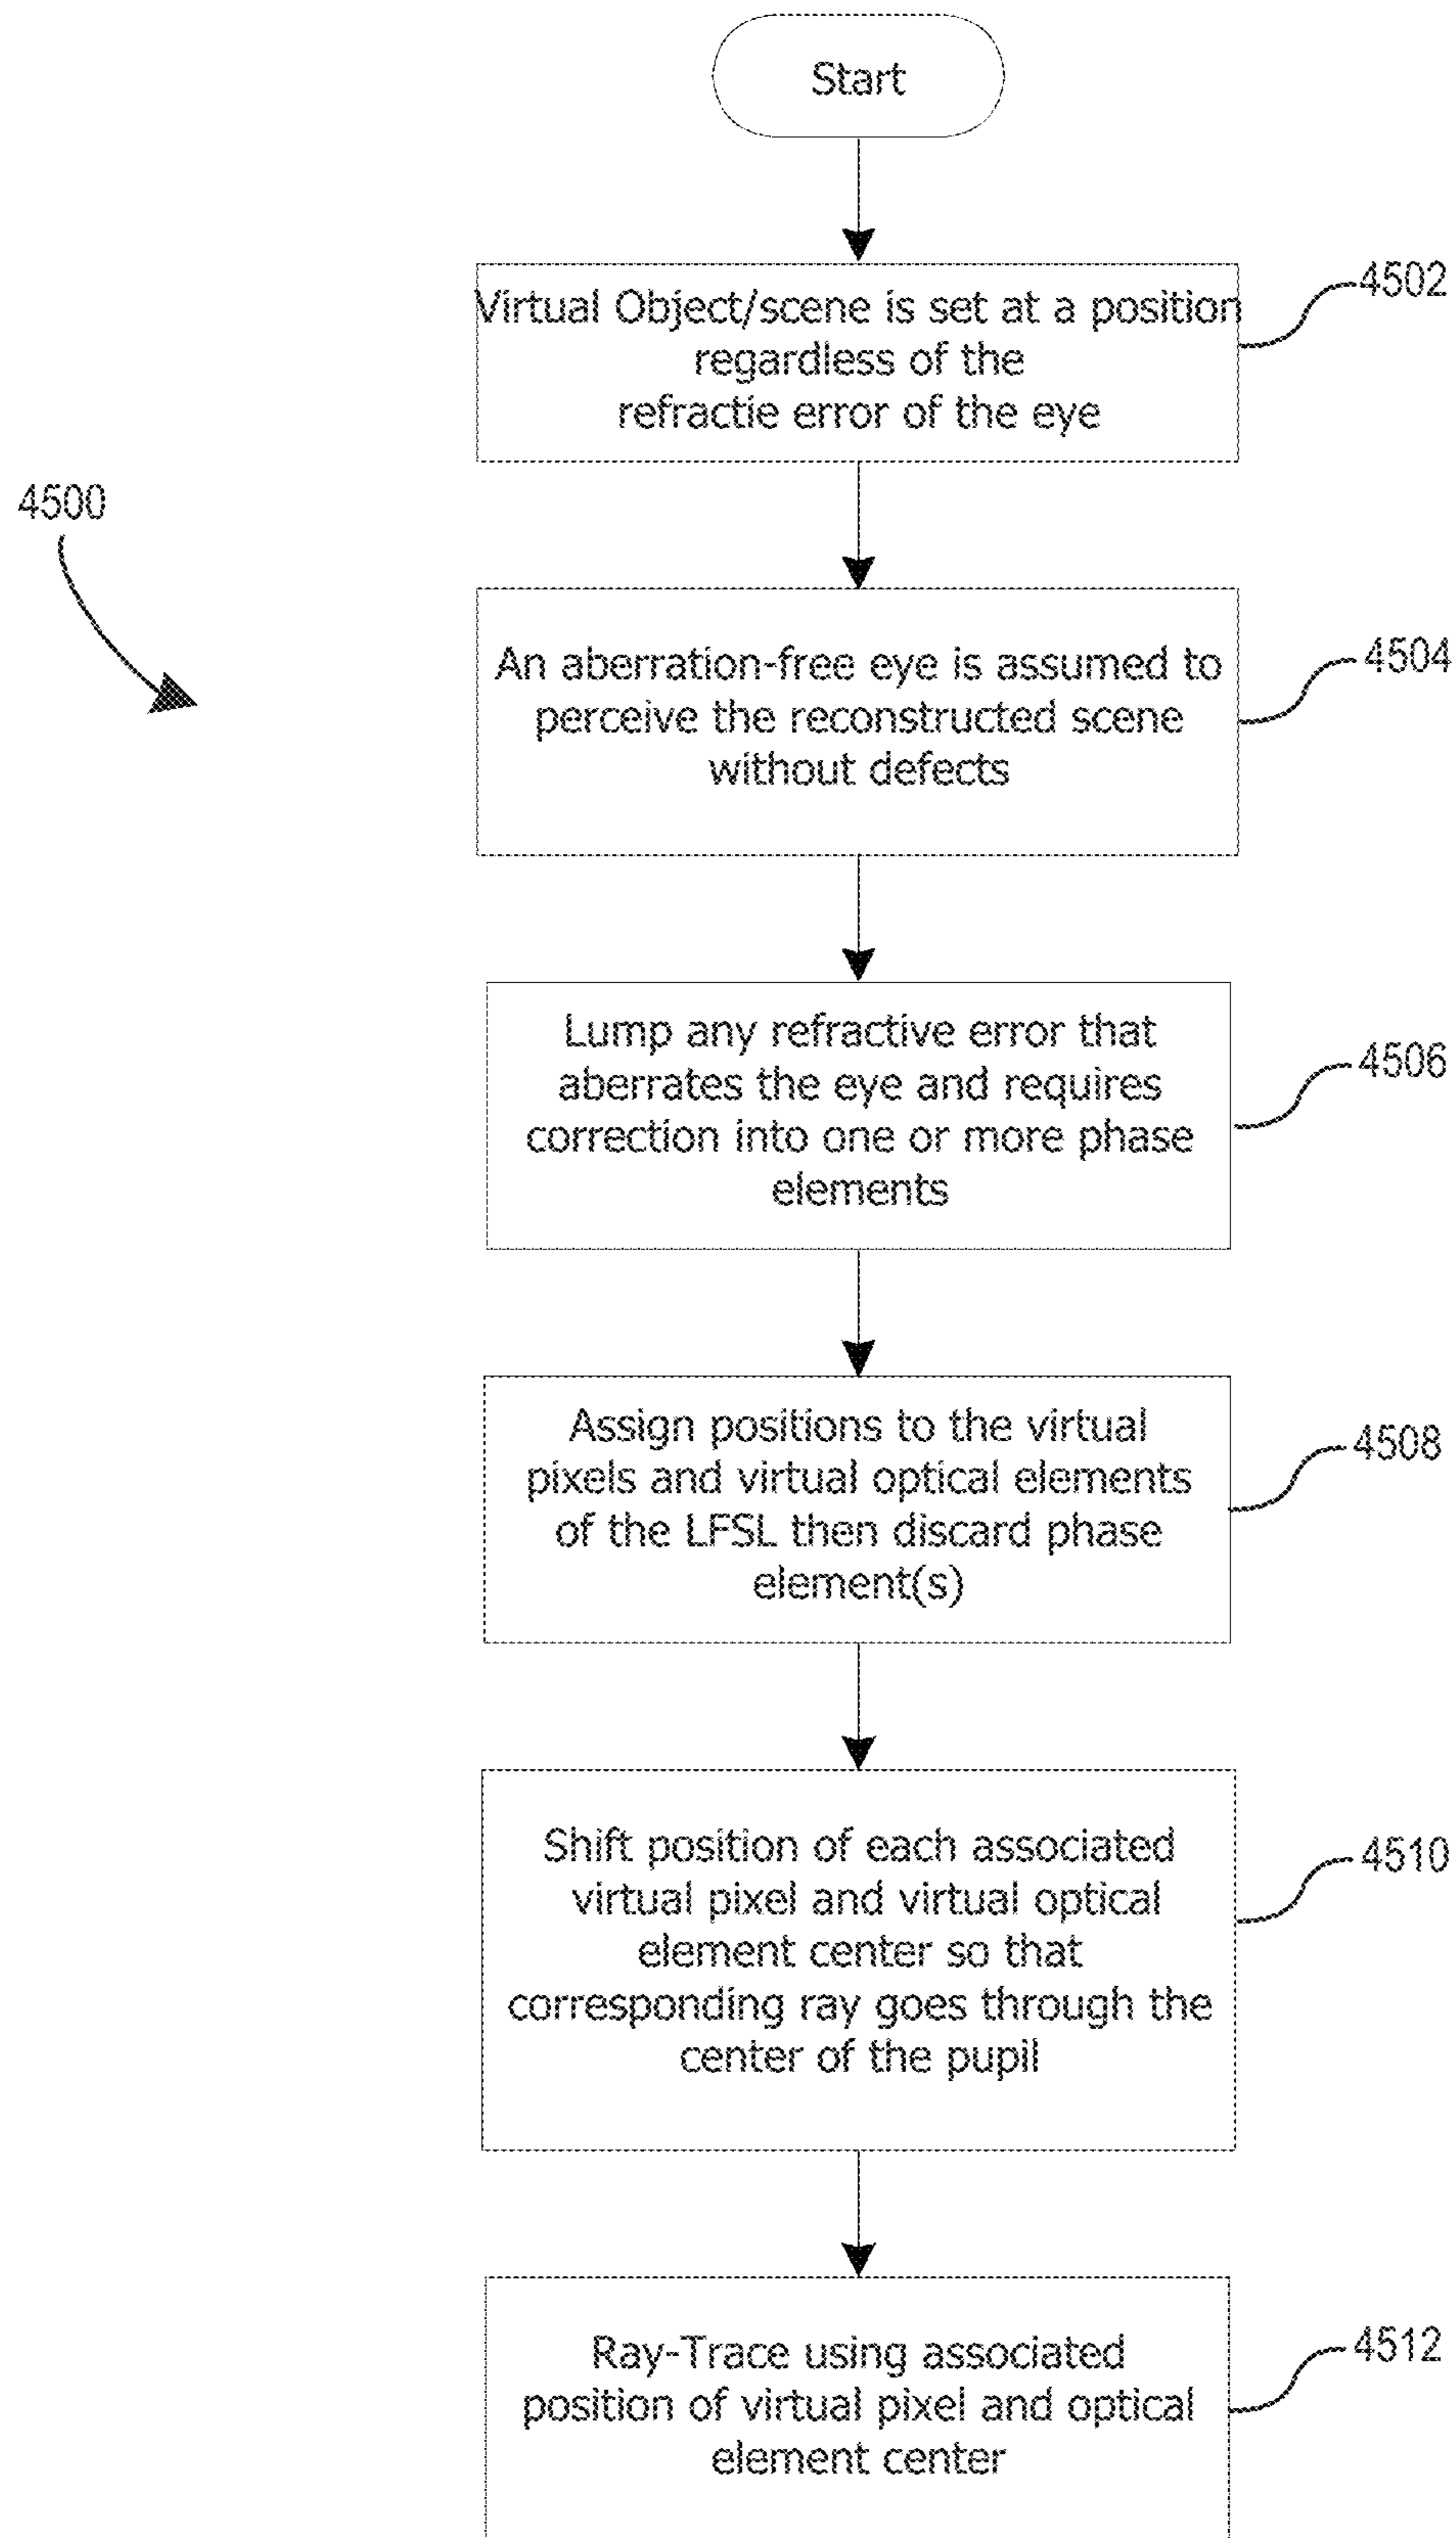 Start
Virtual Object/scene is set at a position
regardless of the
refractie error of the eye
4502
4500
An aberration-free eye is assumed to
perceive the reconstructed scene
without defects
4504
Lump any refractive error that
aberrates the eye and requires
correction into one or more phase
elements
4506
Assign positions to the virtual
pixels and virtual optical elements
of the LFSL then discard phase
element(s)
4508
Shift position of each associated
virtual pixel and virtual optical
element center so that
corresponding ray goes through the
center of the pupil
4510
Ray-Trace using associated
position of virtual pixel and optical
element center
4512